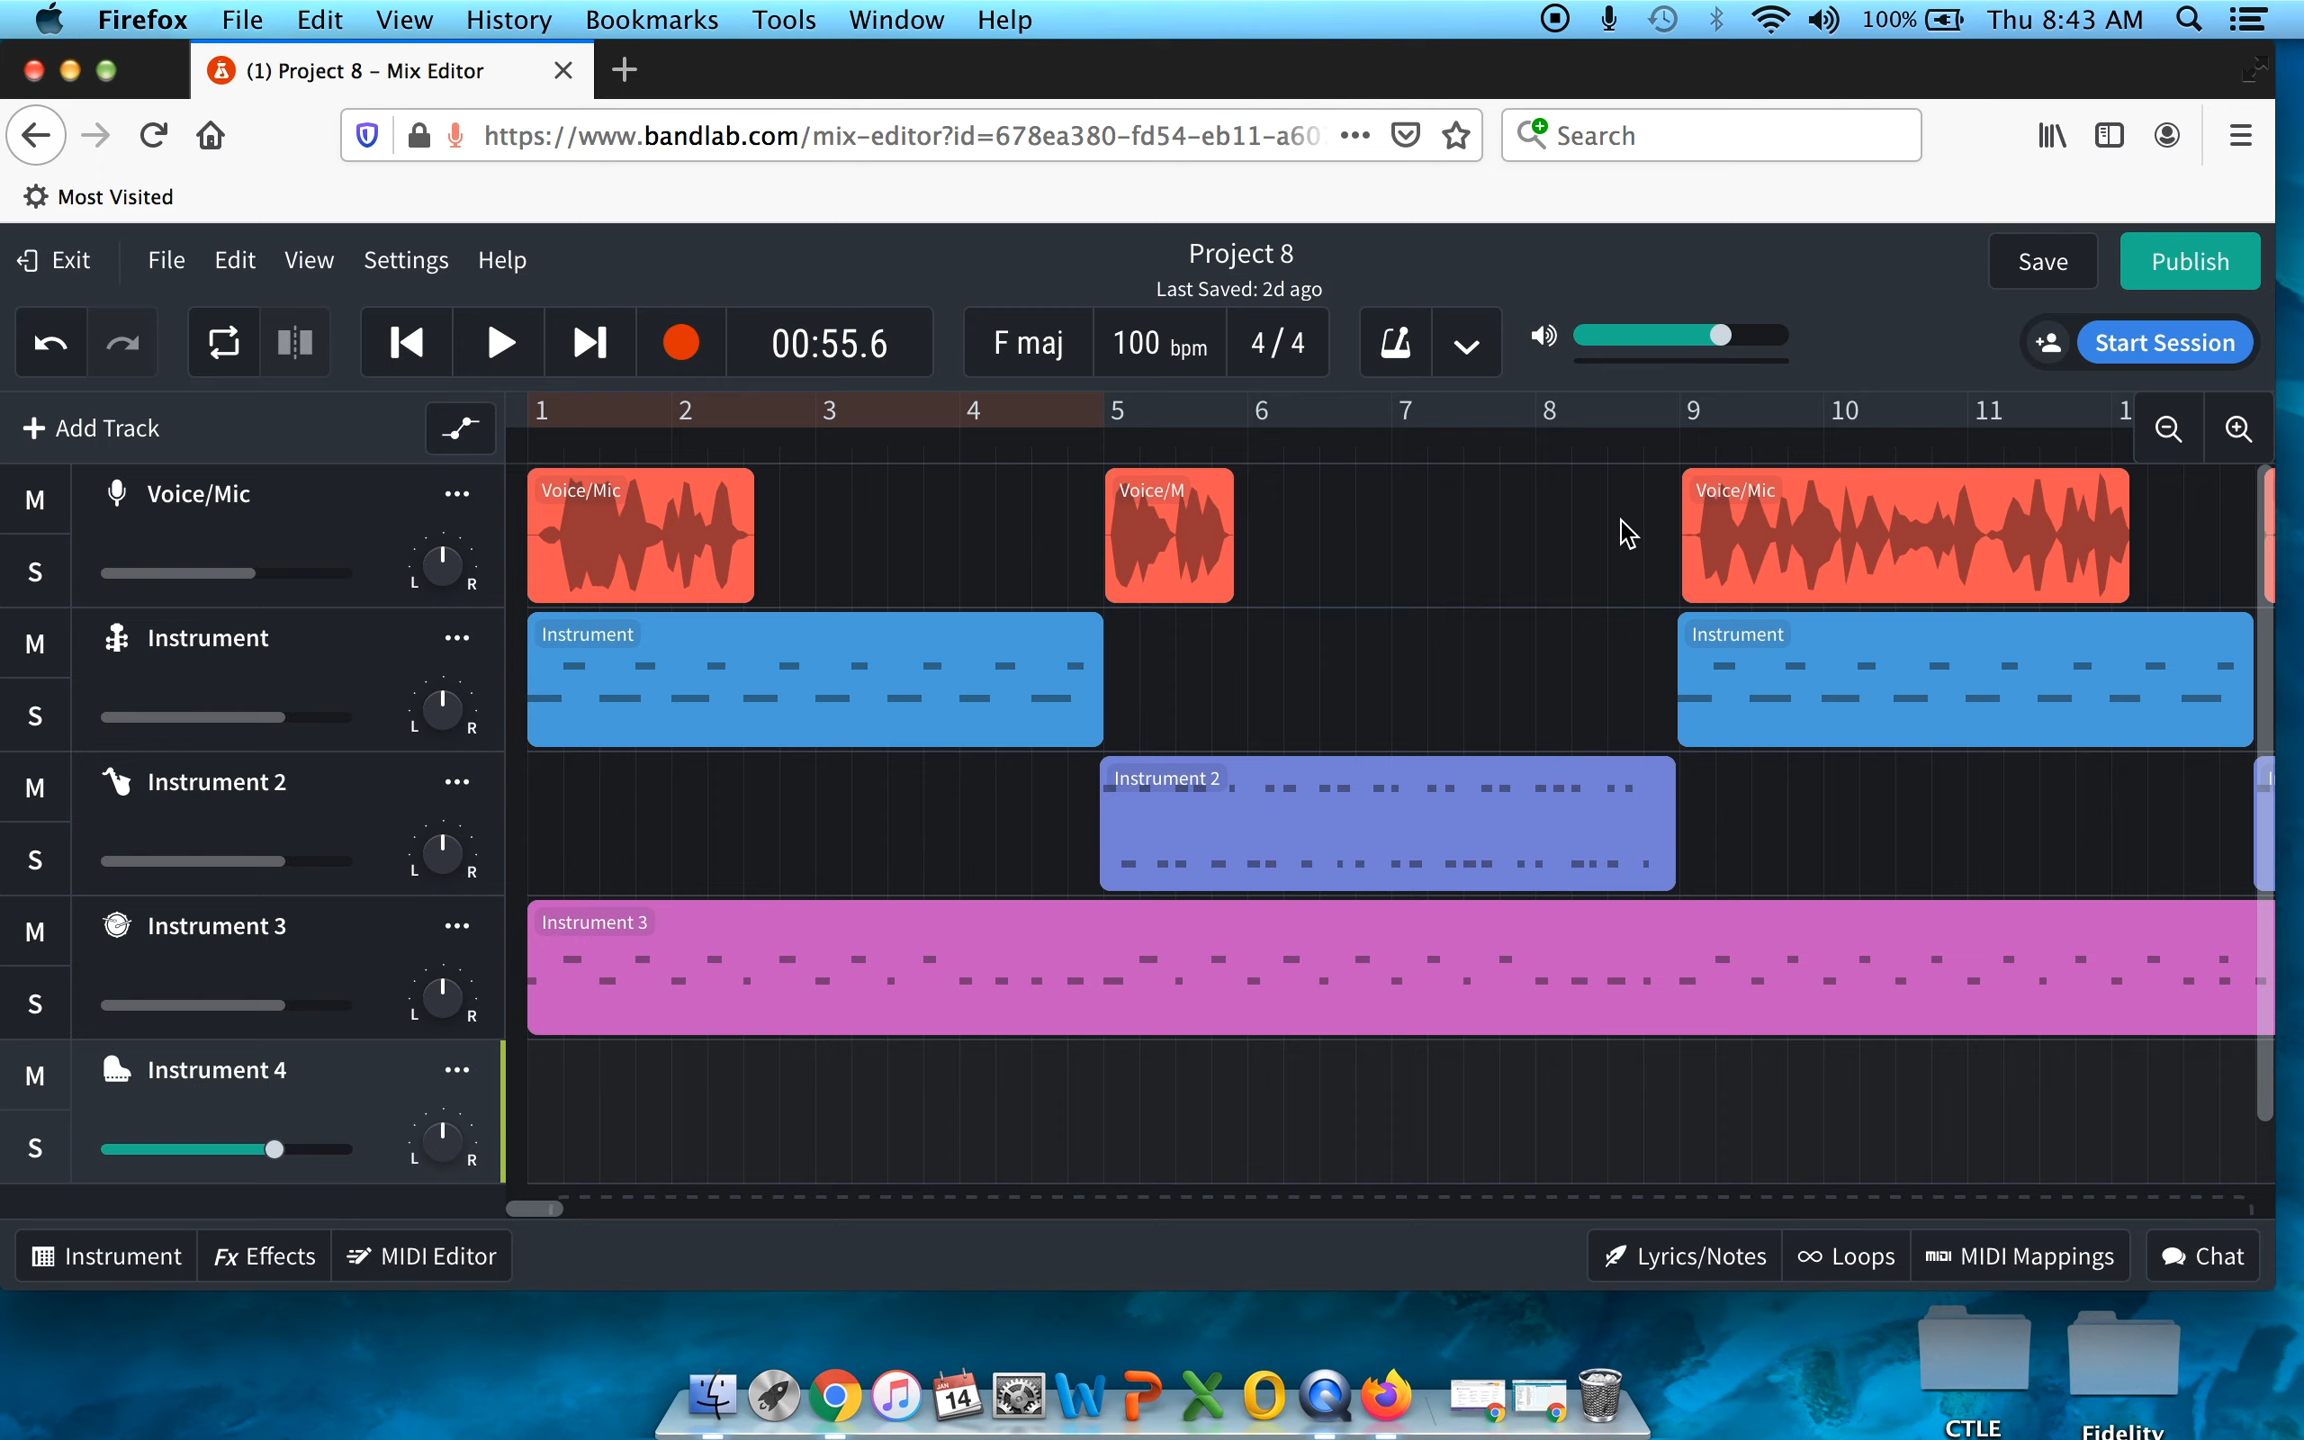 Firefox File Edit View History Bookmarks Tools Window Help 100% Thu 8:43 AM
(1) Project 8 – Mix Editor
https://www.bandlab.com/mix-editor?id=678ea380-fd54-eb11-a60 Search
Most Visited
Exit File Edit View Settings Help Project 8 Save Publish
Last Saved: 2d ago
00:55.6 F maj 100 bpm 4 / 4 Start Session
Add Track 1 2 3 4 5 6 7 8 9 10 11 1
M Voice/Mic Voice/Mic Voice/M Voice/Mic
S L R
M Instrument Instrument Instrument
S L R
M Instrument 2 Instrument 2
S L R
M Instrument 3 Instrument 3
S L R
M Instrument 4
S L R
Instrument Fx Effects MIDI Editor Lyrics/Notes Loops MIDI MIDI Mappings Chat
JAN
14
CTLE Fidelity